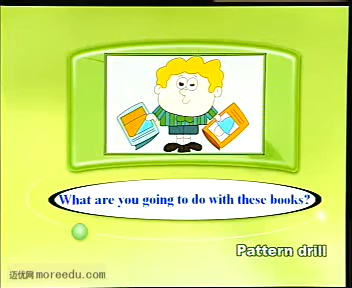 What are you going to do with these books?
Pattern drill
迈优网 moreedu.com